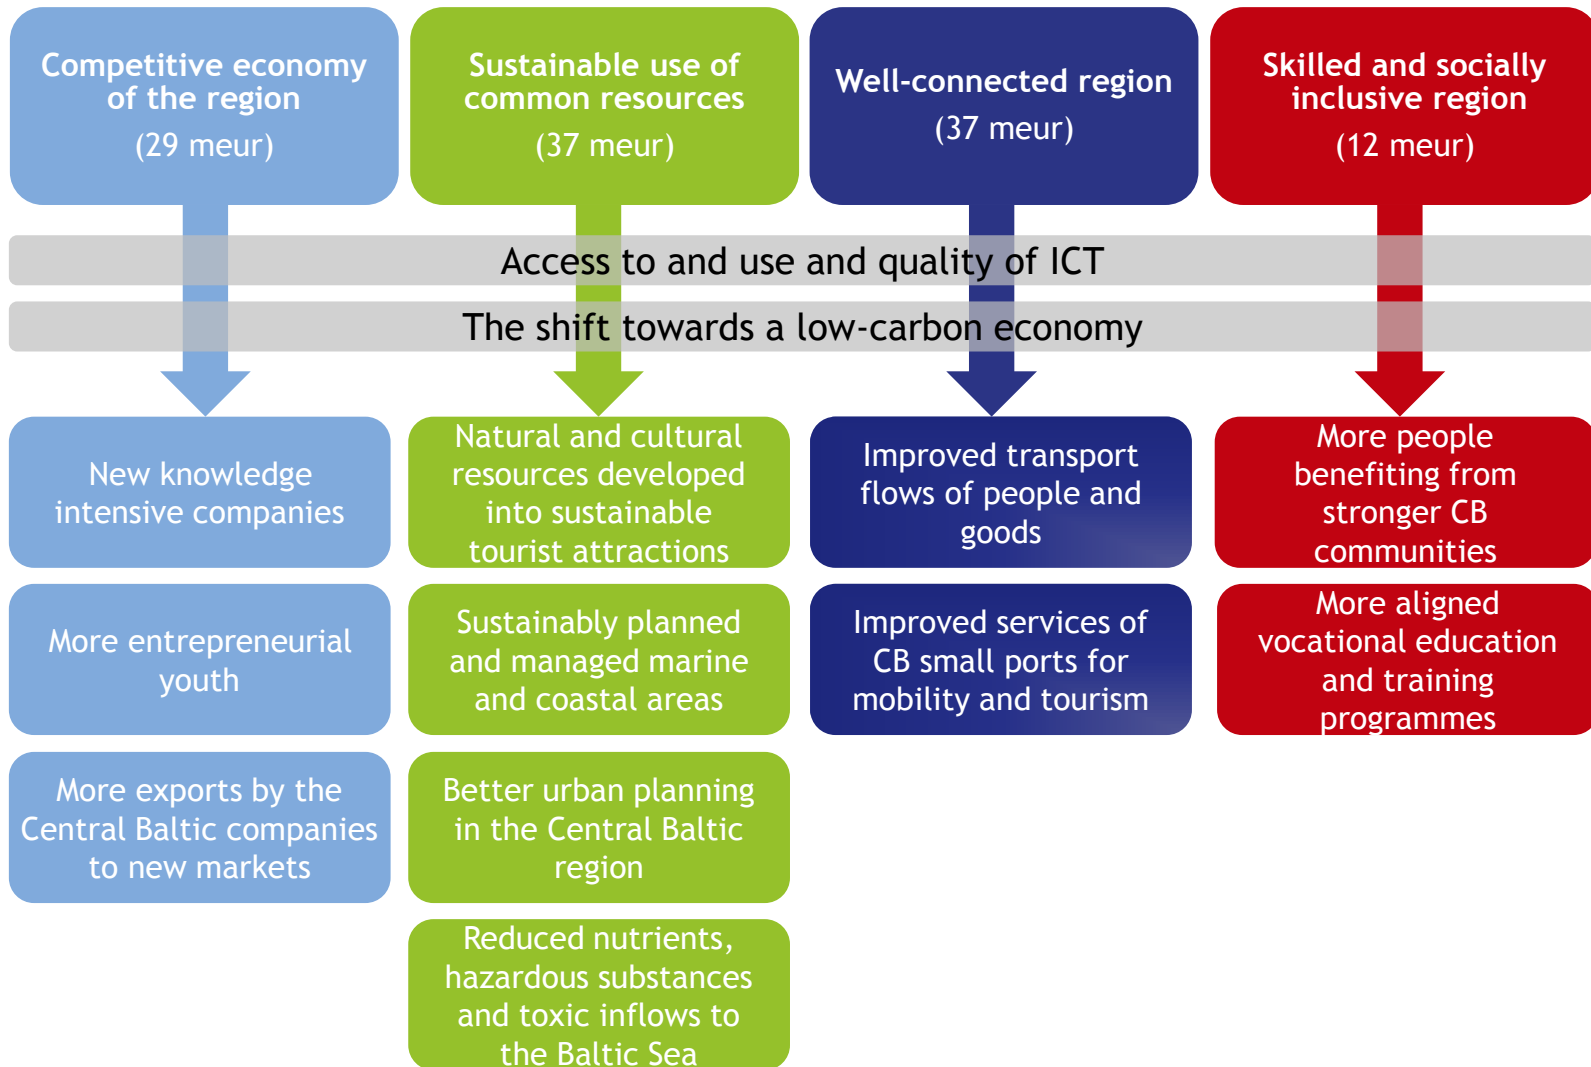 Competitive economy
of the region
(29 meur)
Sustainable use of
common resources
(37 meur)
Well-connected region
(37 meur)
Skilled and socially
inclusive region
(12 meur)
Access to and use and quality of ICT
The shift towards a low-carbon economy
New knowledge
intensive companies
More entrepreneurial
youth
More exports by the
Central Baltic companies
to new markets
Natural and cultural
resources developed
into sustainable
tourist attractions
Sustainably planned
and managed marine
and coastal areas
Better urban planning
in the Central Baltic
region
Reduced nutrients,
hazardous substances
and toxic inflows to
the Baltic Sea
Improved transport
flows of people and
goods
Improved services of
CB small ports for
mobility and tourism
More people
benefiting from
stronger CB
communities
More aligned
vocational education
and training
programmes